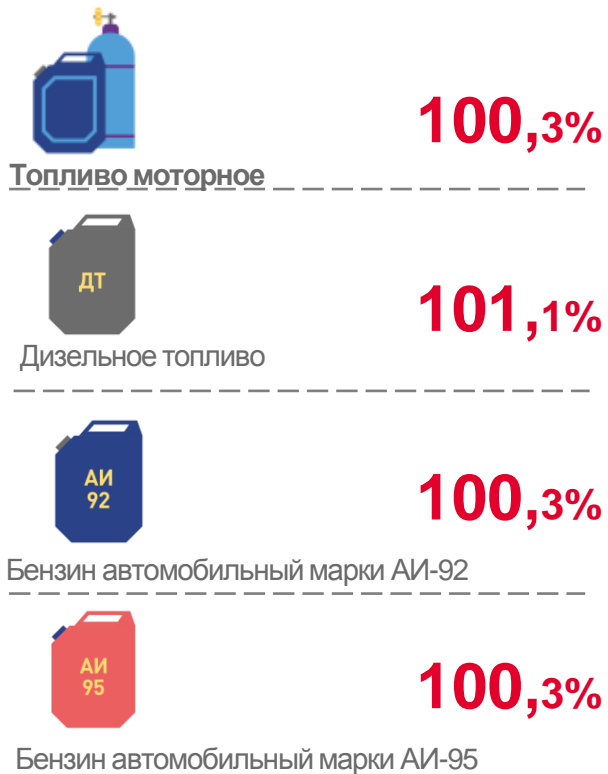 100,3%
Топливо моторное
ДТ
101,1%
Дизельное топливо
АИ
92
100,3%
Бензин автомобильный марки АИ-92
АИ
95
100,3%
Бензин автомобильный марки АИ-95